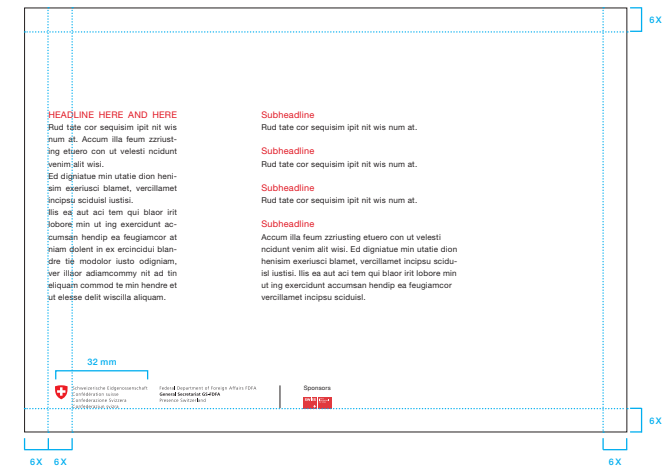 6X
HEADLINE HERE AND HERE
Rud tate cor sequisim ipit nit wis
num at. Accum illa feum zzriust-
ing etuero con ut velesti ncidunt
venim alit wisi.
Ed digniatue min utatie dion heni-
sim exeriusci blamet, vercillamet
incipsu sciduisl iustisi.
Ilis ea aut aci tem qui blaor irit
lobore min ut ing exercidunt ac-
cumsan hendip ea feugiamcor at
niam dolent in ex ercincidui blan-
dre tie modolor iusto odigniam,
ver illaor adiamcommy nit ad tin
eliquam commod te min hendre et
ut elesse delit wiscilla aliquam.
Subheadline
Rud tate cor sequisim ipit nit wis num at.
Subheadline
Rud tate cor sequisim ipit nit wis num at.
Subheadline
Rud tate cor sequisim ipit nit wis num at.
Subheadline
Accum illa feum zzriusting etuero con ut velesti
ncidunt venim alit wisi. Ed digniatue min utatie dion
henisim exeriusci blamet, vercillamet incipsu scidu-
isl iustisi. Ilis ea aut aci tem qui blaor irit lobore min
ut ing exercidunt accumsan hendip ea feugiamcor
vercillamet incipsu sciduisl.
32 mm
Schweizerische Eidgenossenschaft
Confédération suisse
Confederazione Svizzera
Confederaziun svizra
Federal Department of Foreign Affairs FDFA
General Secretariat GS-FDFA
Presence Switzerland
Sponsors
6X
6X
6X
6X